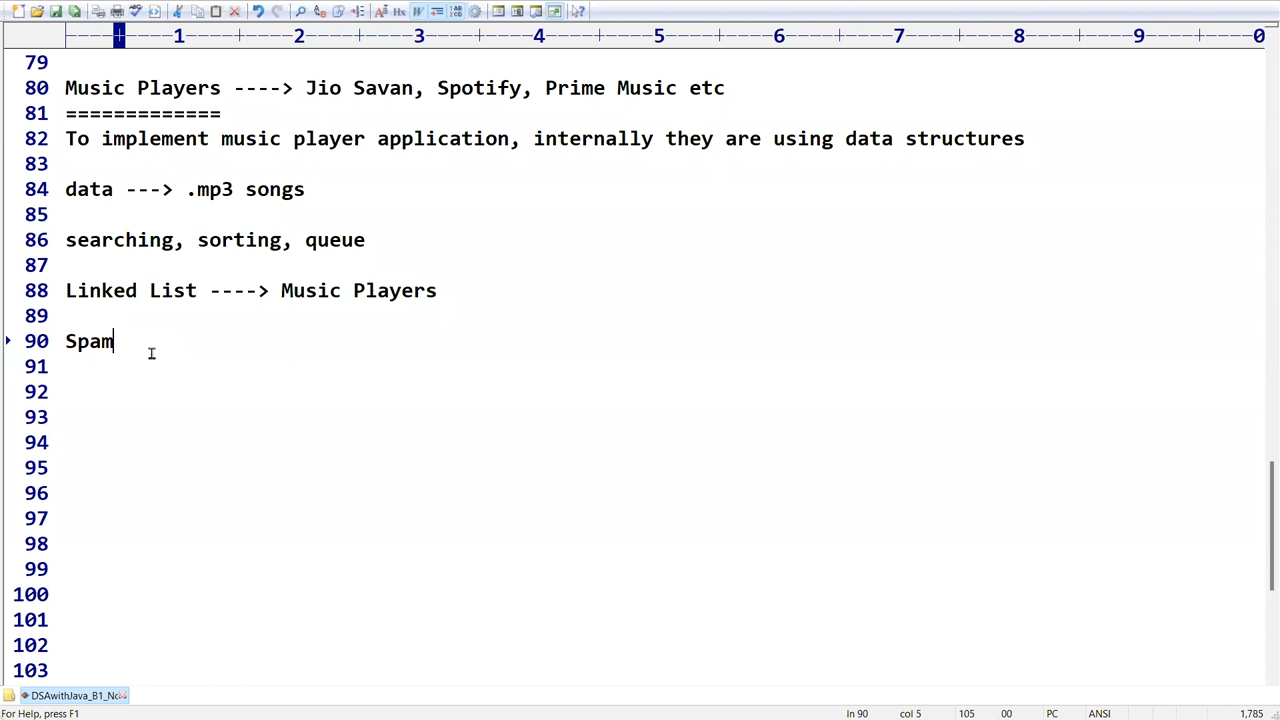 1 2 3 4 5 6 7 8 9 0
79
80 Music Players ----> Jio Savan, Spotify, Prime Music etc
81 =============
82 To implement music player application, internally they are using data structures
83
84 data ---> .mp3 songs
85
86 searching, sorting, queue
87
88 Linked List ----> Music Players
89
90 Spam
91
92
93
94
95
96
97
98
99
100
101
102
103
DSAwithJava_B1_No
For Help, press F1 ln 90 col 5 105 00 PC ANSI 1,785